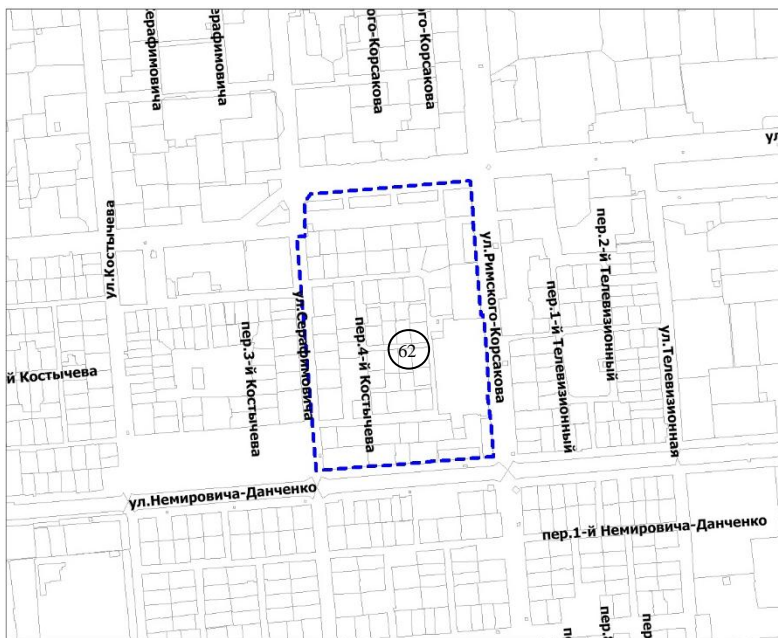 ерафимовича
ерафимовича
ого-Корсакова
ого-Корсакова
ул
ул.Костычева
ул.Серафимовича
пер.3-й Костычева
пер.4-й Костычева
62
ул.Римского-Корсакова
пер.1-й Телевизионный
пер.2-й Телевизионный
ул.Телевизионная
й Костычева
ул.Немировича-Данченко
пер.1-й Немировича-Данченко
пер